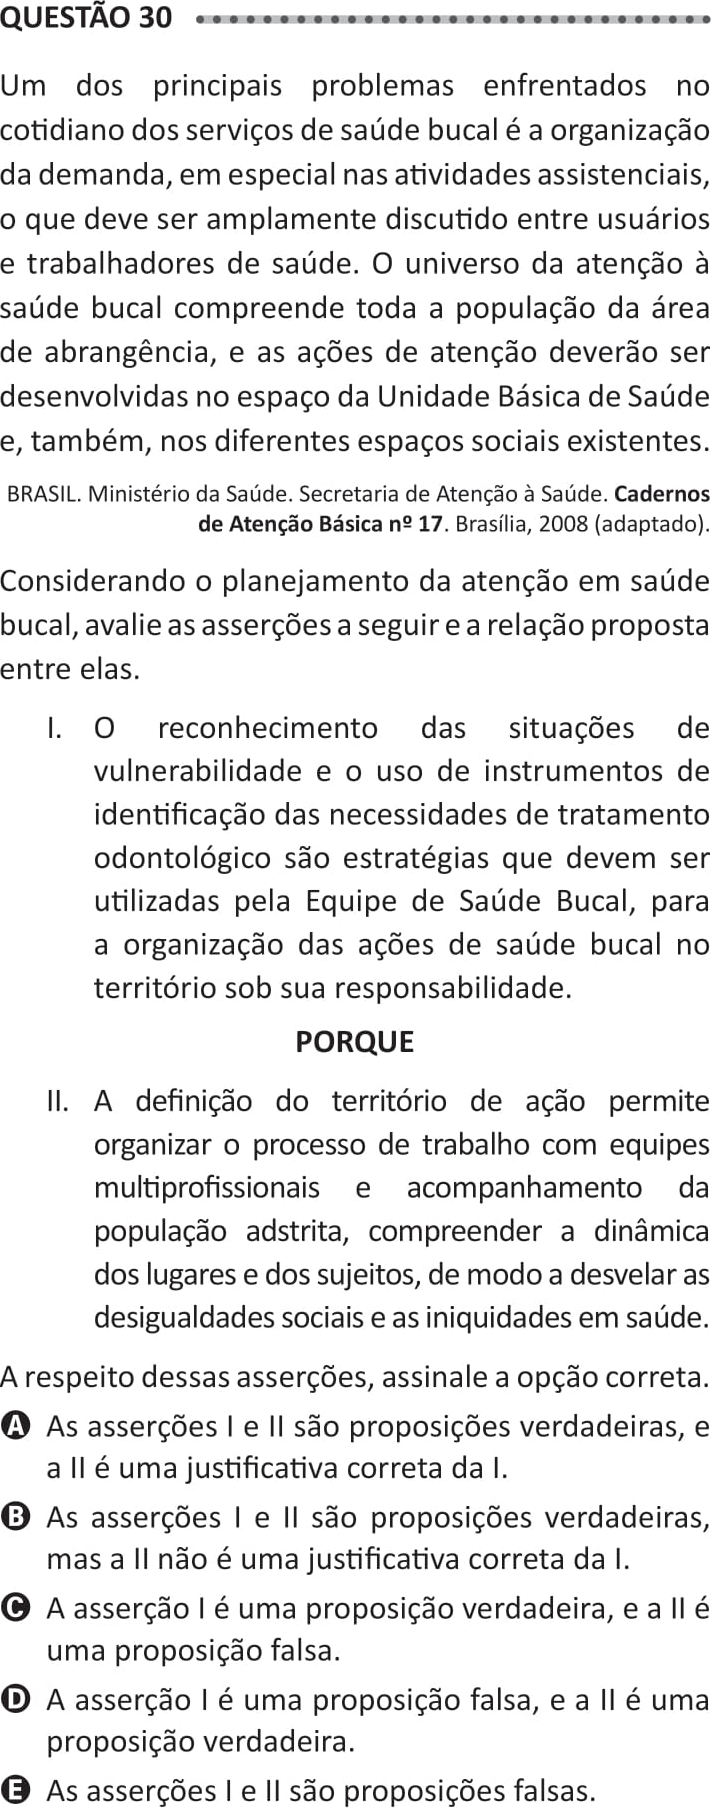 QUESTÃO 30
Um dos principais problemas enfrentados no
cotidiano dos serviços de saúde bucal é a organização
da demanda, em especial nas atividades assistenciais,
o que deve ser amplamente discutido entre usuários
e trabalhadores de saúde. O universo da atenção à
saúde bucal compreende toda a população da área
de abrangência, e as ações de atenção deverão ser
desenvolvidas no espaço da Unidade Básica de Saúde
e, também, nos diferentes espaços sociais existentes.
BRASIL. Ministério da Saúde. Secretaria de Atenção à Saúde. Cadernos
de Atenção Básica nº 17. Brasília, 2008 (adaptado).
Considerando o planejamento da atenção em saúde
bucal, avalie as asserções a seguir e a relação proposta
entre elas.
I. O reconhecimento das situações de
vulnerabilidade e o uso de instrumentos de
identificação das necessidades de tratamento
odontológico são estratégias que devem ser
utilizadas pela Equipe de Saúde Bucal, para
a organização das ações de saúde bucal no
território sob sua responsabilidade.
PORQUE
II. A definição do território de ação permite
organizar o processo de trabalho com equipes
multiprofissionais e acompanhamento da
população adstrita, compreender a dinâmica
dos lugares e dos sujeitos, de modo a desvelar as
desigualdades sociais e as iniquidades em saúde.
A respeito dessas asserções, assinale a opção correta.
A As asserções I e II são proposições verdadeiras, e
a II é uma justificativa correta da I.
B As asserções I e II são proposições verdadeiras,
mas a II não é uma justificativa correta da I.
C A asserção I é uma proposição verdadeira, e a II é
uma proposição falsa.
D A asserção I é uma proposição falsa, e a II é uma
proposição verdadeira.
E As asserções I e II são proposições falsas.